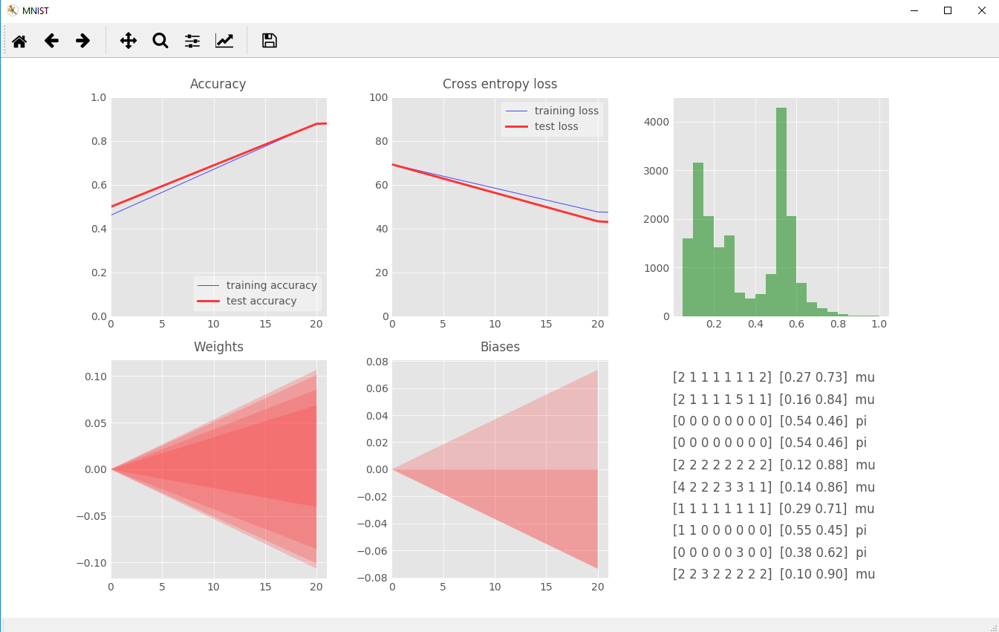 MNIST
Accuracy
1.0
0.8
0.6
0.4
0.2
0.0
training accuracy
test accuracy
0 5 10 15 20
Cross entropy loss
100
80
60
40
20
0
training loss
test loss
0 5 10 15 20
4000
3000
2000
1000
0
0.2 0.4 0.6 0.8 1.0
Weights
0.10
0.05
0.00
−0.05
−0.10
0 5 10 15 20
Biases
0.08
0.06
0.04
0.02
0.00
−0.02
−0.04
−0.06
−0.08
0 5 10 15 20
[2 1 1 1 1 1 1 2] [0.27 0.73] mu
[2 1 1 1 1 5 1 1] [0.16 0.84] mu
[0 0 0 0 0 0 0 0] [0.54 0.46] pi
[0 0 0 0 0 0 0 0] [0.54 0.46] pi
[2 2 2 2 2 2 2 2] [0.12 0.88] mu
[4 2 2 2 3 3 1 1] [0.14 0.86] mu
[1 1 1 1 1 1 1 1] [0.29 0.71] mu
[1 1 0 0 0 0 0 0] [0.55 0.45] pi
[0 0 0 0 0 3 0 0] [0.38 0.62] pi
[2 2 3 2 2 2 2 2] [0.10 0.90] mu